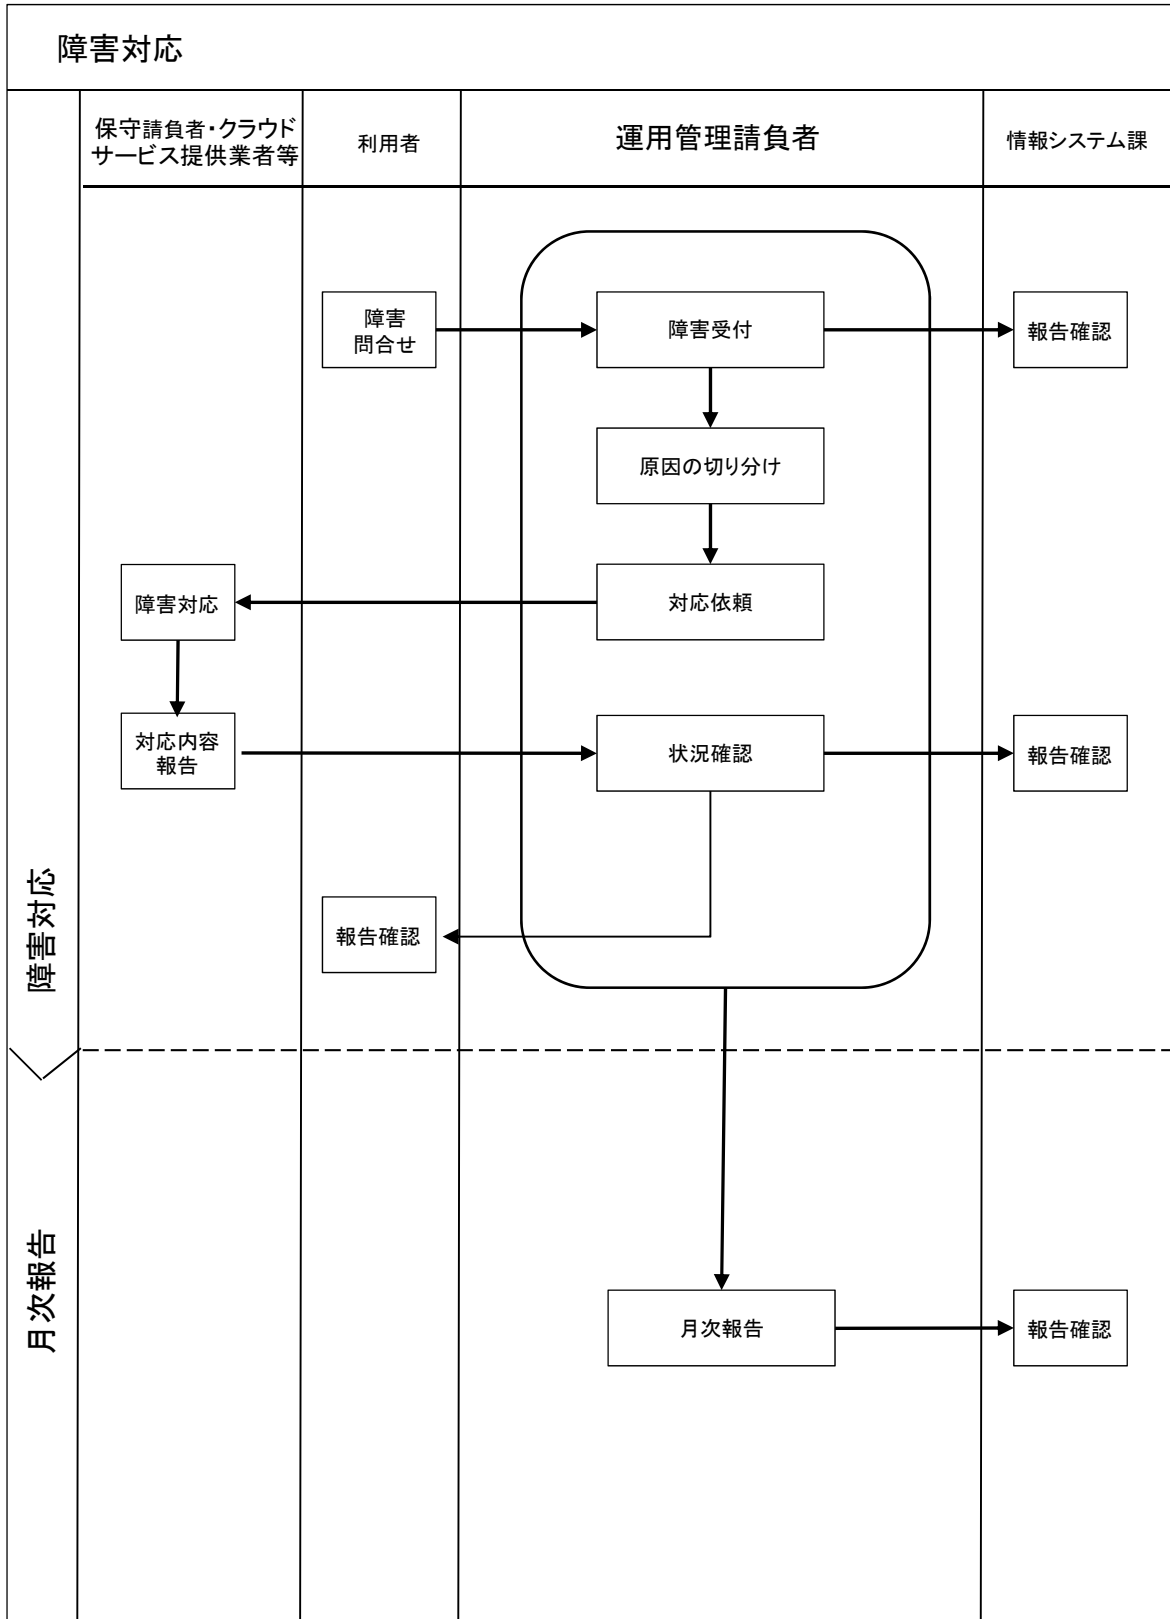 障害対応
保守請負者・クラウド
サービス提供業者等
利用者
運用管理請負者
情報システム課
障害
問合せ
障害受付
報告確認
原因の切り分け
障害対応
対応依頼
対応内容
報告
状況確認
報告確認
報告確認
障害対応
月次報告
月次報告
報告確認